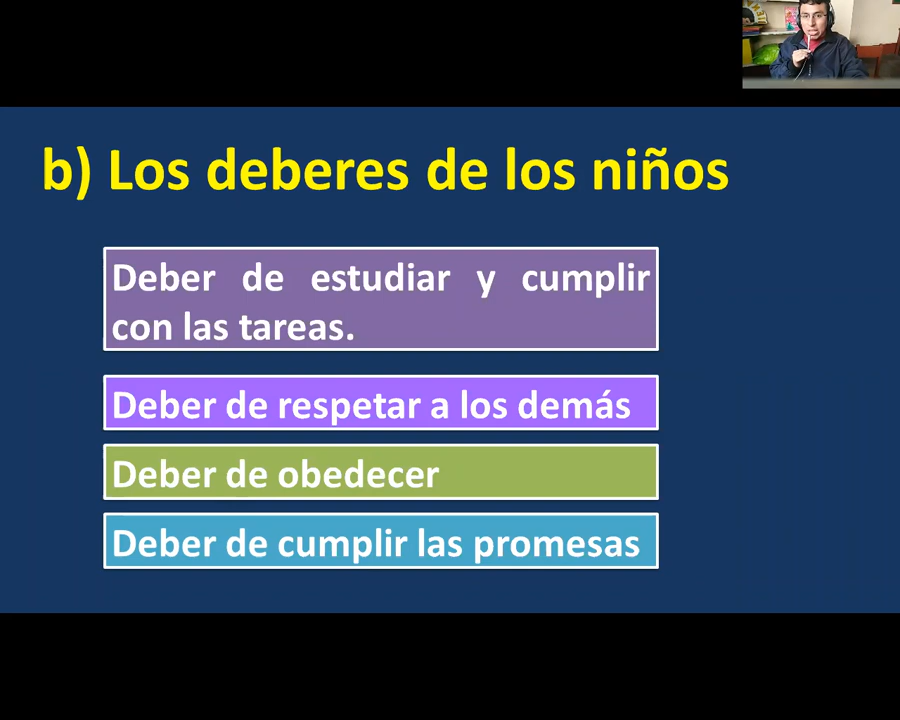 b) Los deberes de los niños
Deber de estudiar y cumplir
con las tareas.
Deber de respetar a los demás
Deber de obedecer
Deber de cumplir las promesas